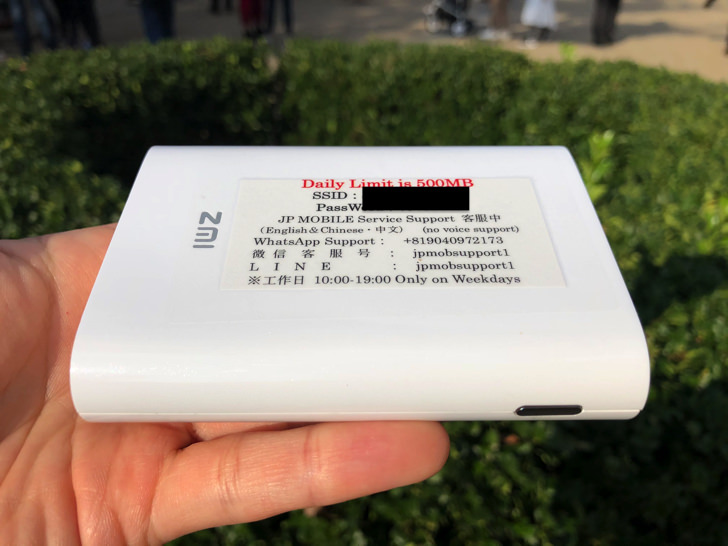 ZMI
Daily Limit is 500MB
SSID :
PassWo
JP MOBILE Service Support 客服中
(English & Chinese・中文) (no voice support)
WhatsApp Support : +819040972173
微信客服号 : jpmobsupport1
LINE : jpmobsupport1
※工作日 10:00-19:00 Only on Weekdays